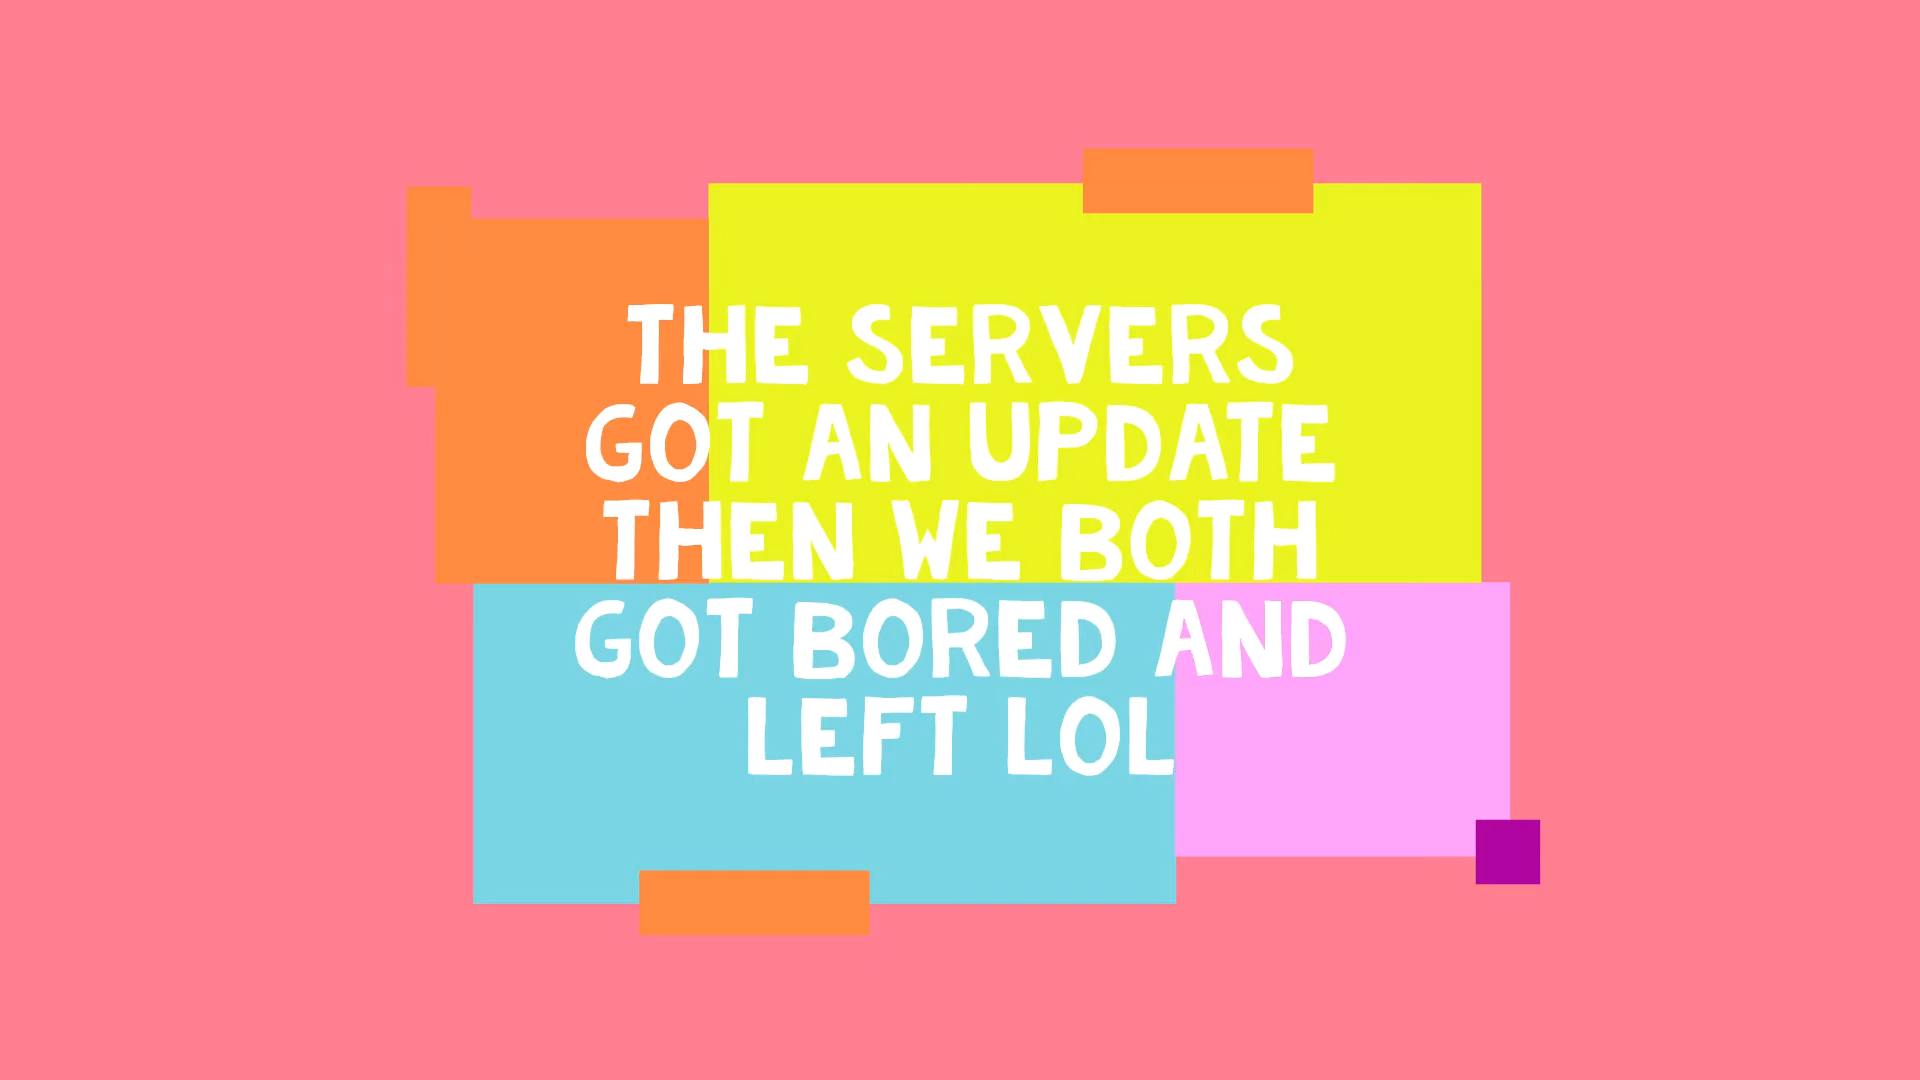 THE SERVERS
GOT AN UPDATE
THEN WE BOTH
GOT BORED AND
LEFT LOL